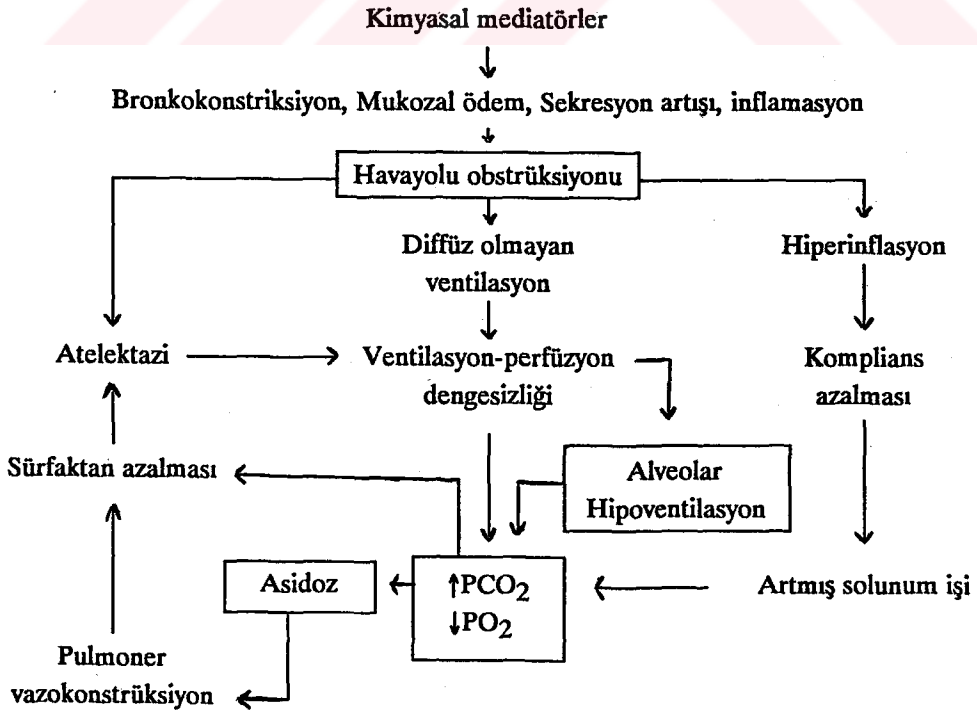 Kimyasal mediatörler
Bronkokonstriksiyon, Mukozal ödem, Sekresyon artışı, inflamasyon
Havayolu obstrüksiyonu
Diffüz olmayan
ventilasyon
Hiperinflasyon
Atelektazi
Ventilasyon-perfüzyon
dengesizliği
Komplians
azalması
Sürfaktan azalması
Alveolar
Hipoventilasyon
Asidoz
↑PCO₂
↓PO₂
Artmış solunum işi
Pulmoner
vazokonstrüksiyon